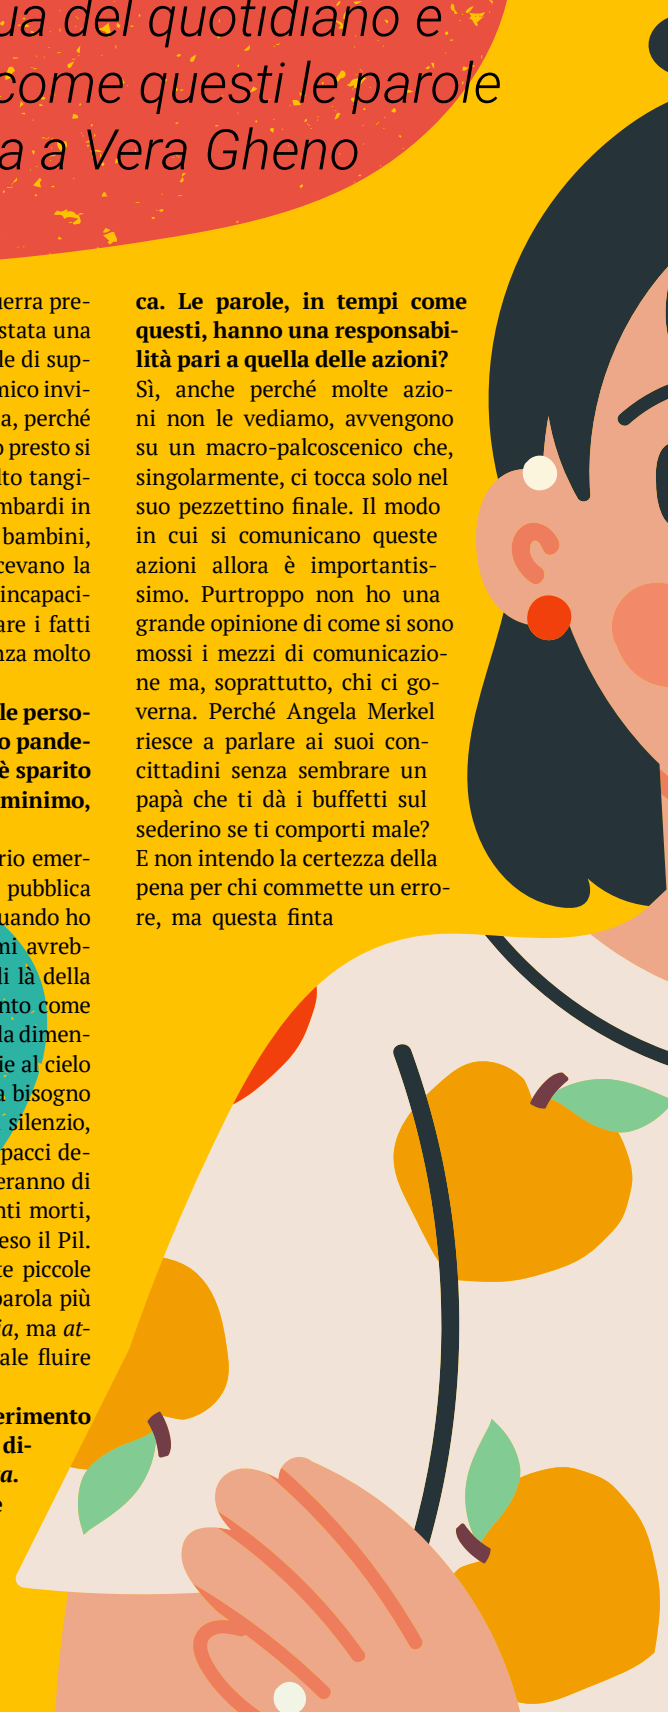 ua del quotidiano e
come questi le parole
a a Vera Gheno
uerra pre-
stata una
le di sup-
mico invi-
a, perché
o presto si
lto tangi-
mbardi in
bambini,
cevano la
incapaci-
are i fatti
nza molto
le perso-
o pande-
è sparito
minimo,
rio emer-
pubblica
uando ho
mi avreb-
li là della
nto come
la dimen-
ie al cielo
a bisogno
silenzio,
pacci de-
eranno di
nti morti,
eso il Pil.
te piccole
parola più
ia, ma at-
ale fluire
erimento
di-
a.
e
ca. Le parole, in tempi come
questi, hanno una responsabi-
lità pari a quella delle azioni?
Sì, anche perché molte azio-
ni non le vediamo, avvengono
su un macro-palcoscenico che,
singolarmente, ci tocca solo nel
suo pezzettino finale. Il modo
in cui si comunicano queste
azioni allora è importantis-
simo. Purtroppo non ho una
grande opinione di come si sono
mossi i mezzi di comunicazio-
ne ma, soprattutto, chi ci go-
verna. Perché Angela Merkel
riesce a parlare ai suoi con-
cittadini senza sembrare un
papà che ti dà i buffetti sul
sederino se ti comporti male?
E non intendo la certezza della
pena per chi commette un erro-
re, ma questa finta